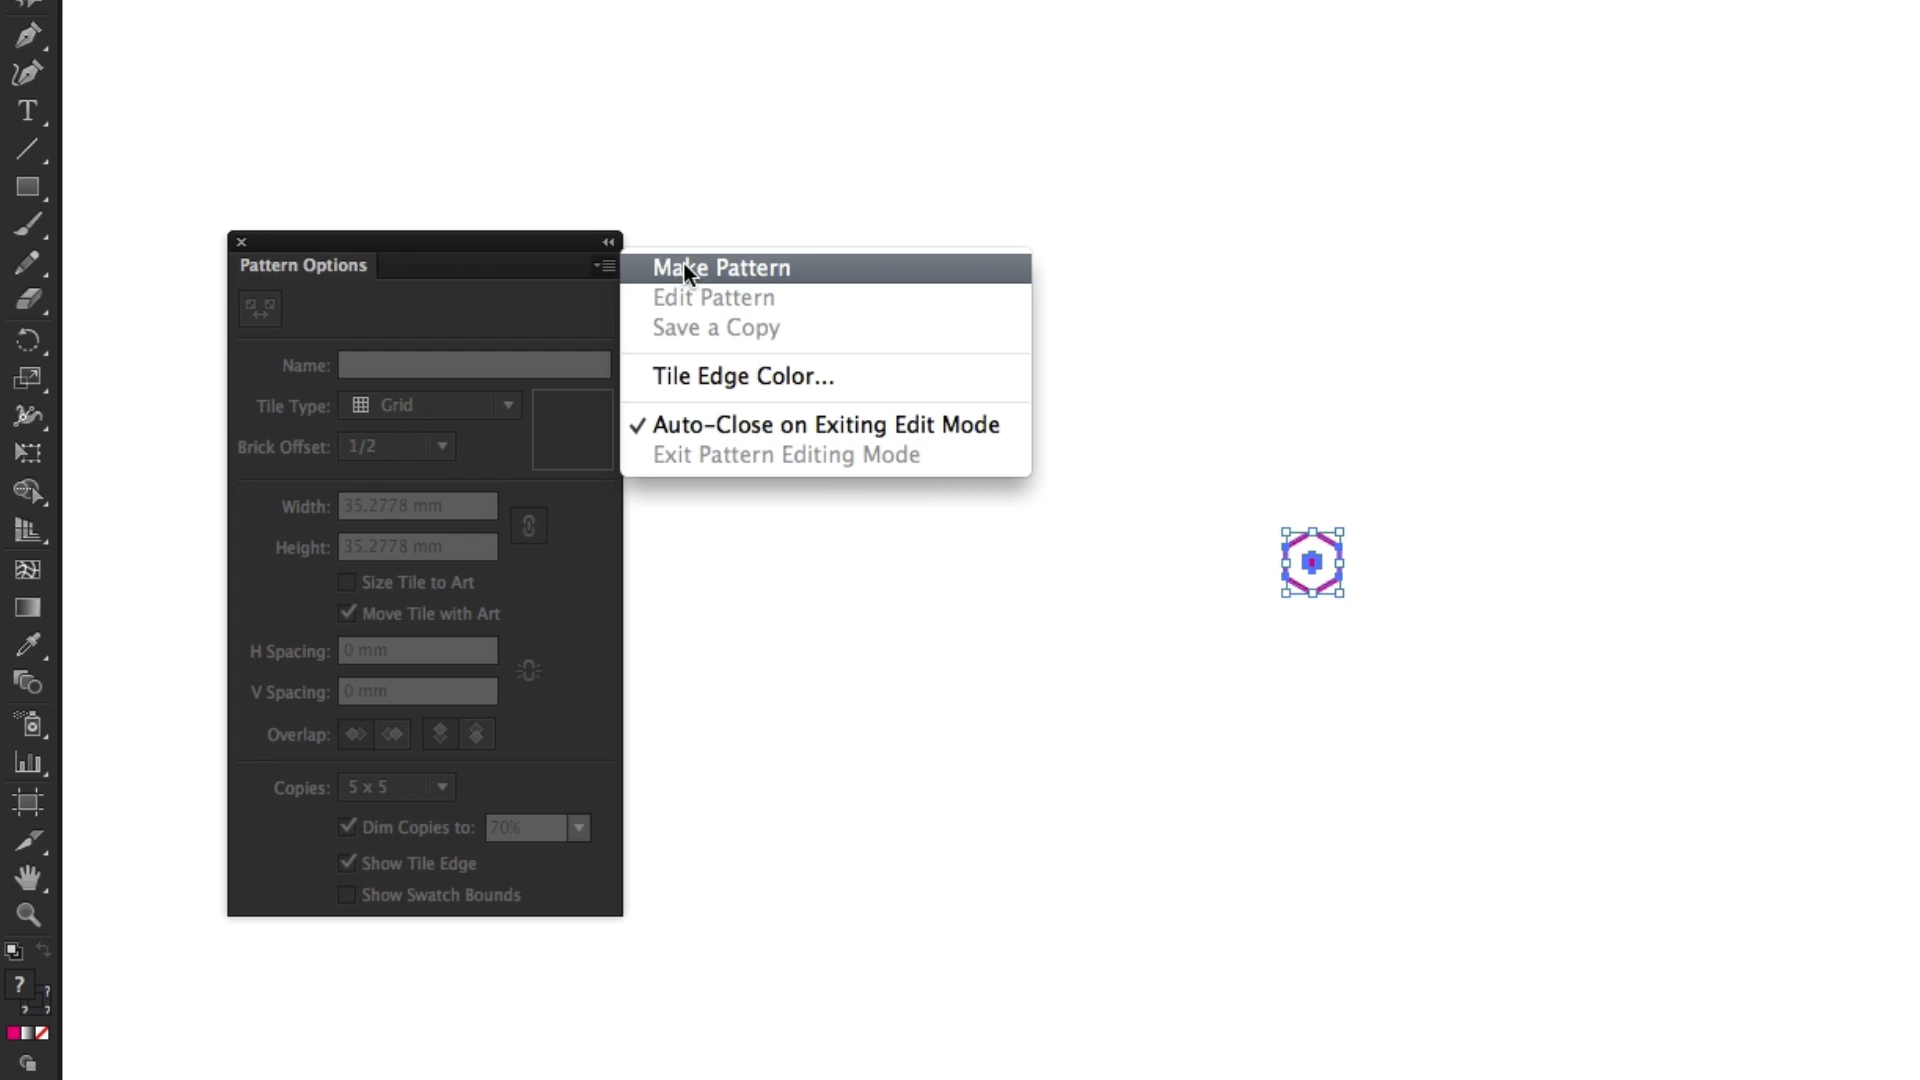 Pattern Options
Name:
Tile Type: Grid
Brick Offset: 1/2
Width: 35.2778 mm
Height: 35.2778 mm
Size Tile to Art
Move Tile with Art
H Spacing: 0 mm
V Spacing: 0 mm
Overlap:
Copies: 5 x 5
Dim Copies to: 70%
Show Tile Edge
Show Swatch Bounds
Make Pattern
Edit Pattern
Save a Copy
Tile Edge Color...
Auto-Close on Exiting Edit Mode
Exit Pattern Editing Mode
T
?
?
? ?